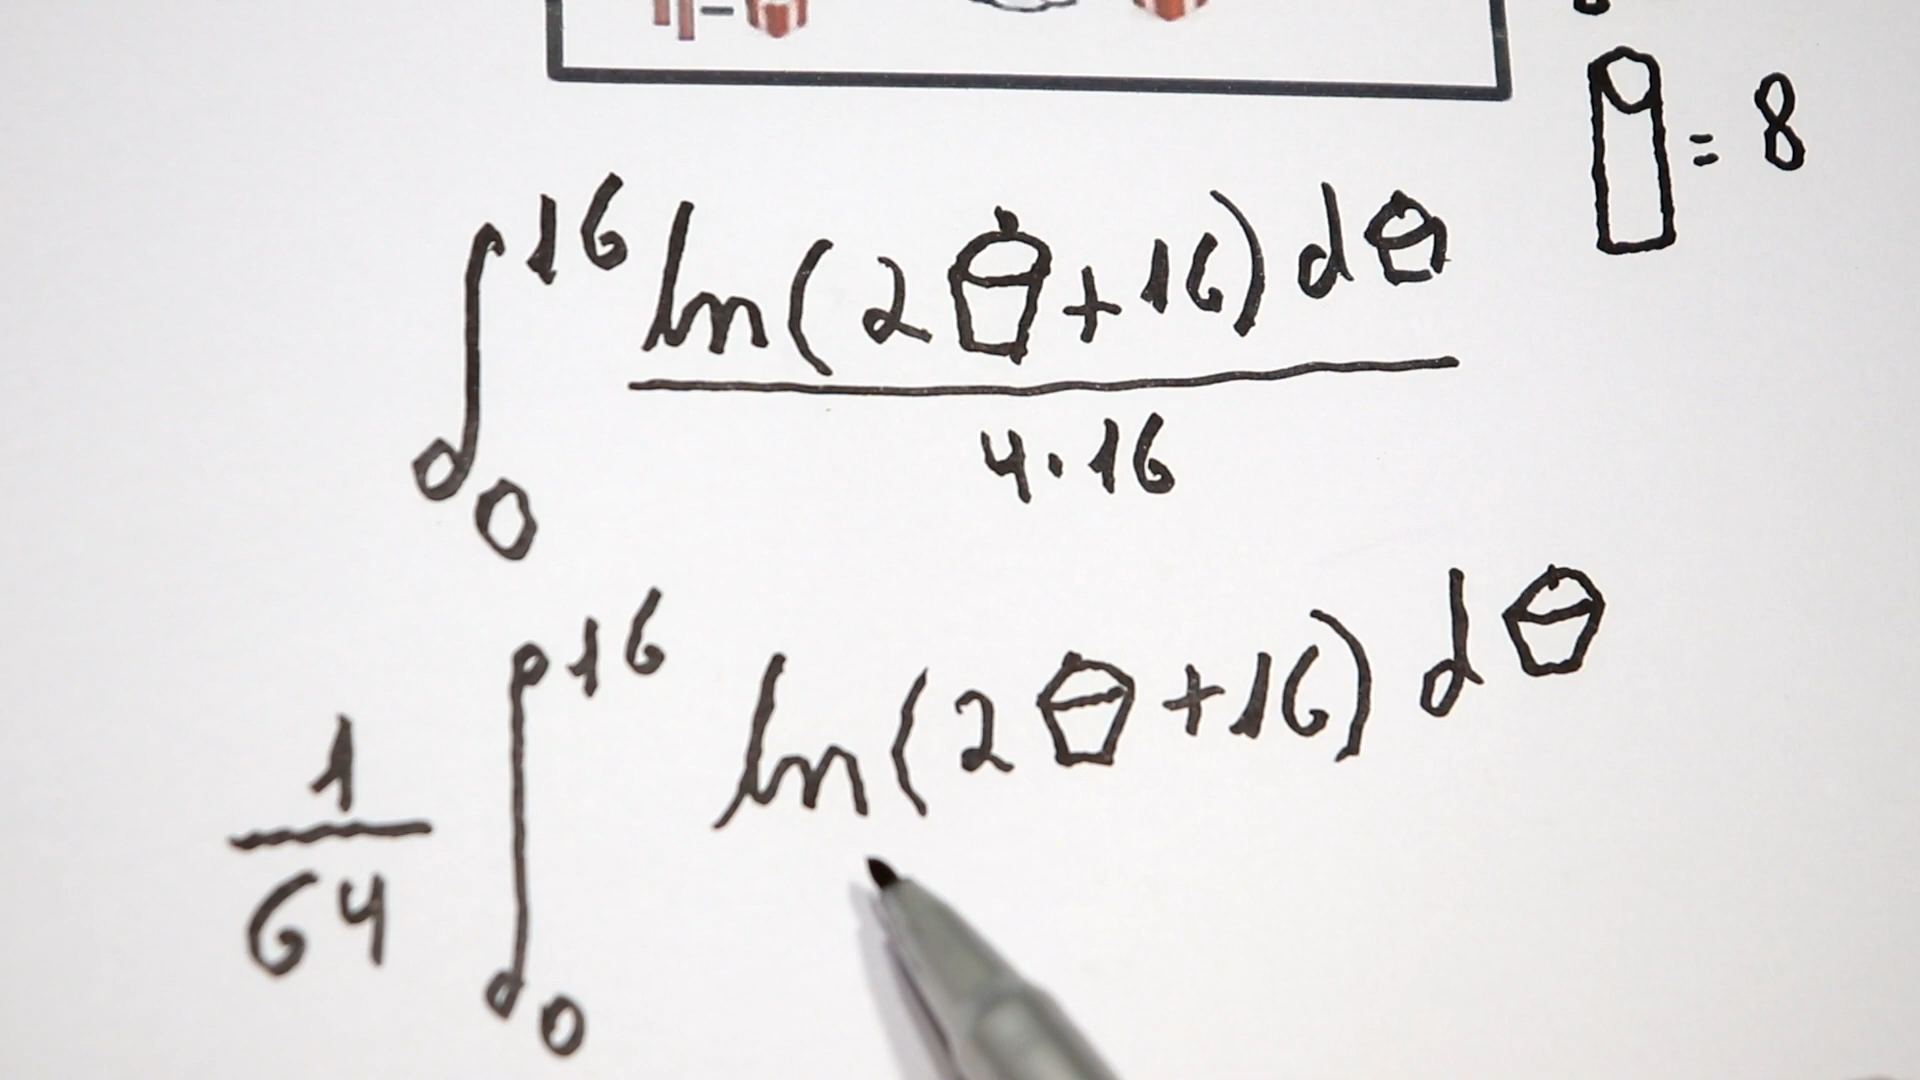 = 8
∫₀¹⁶ ln(2🧁+16)d🧁
4·16
1/64 ∫₀¹⁶ ln(2🧁+16)d🧁